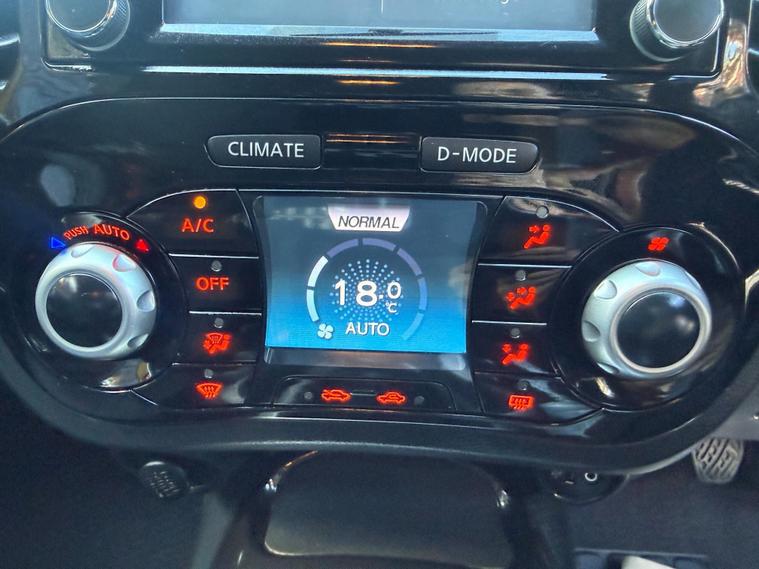 CLIMATE
D-MODE
PUSH AUTO
A/C
NORMAL
OFF
18.0
°C
AUTO